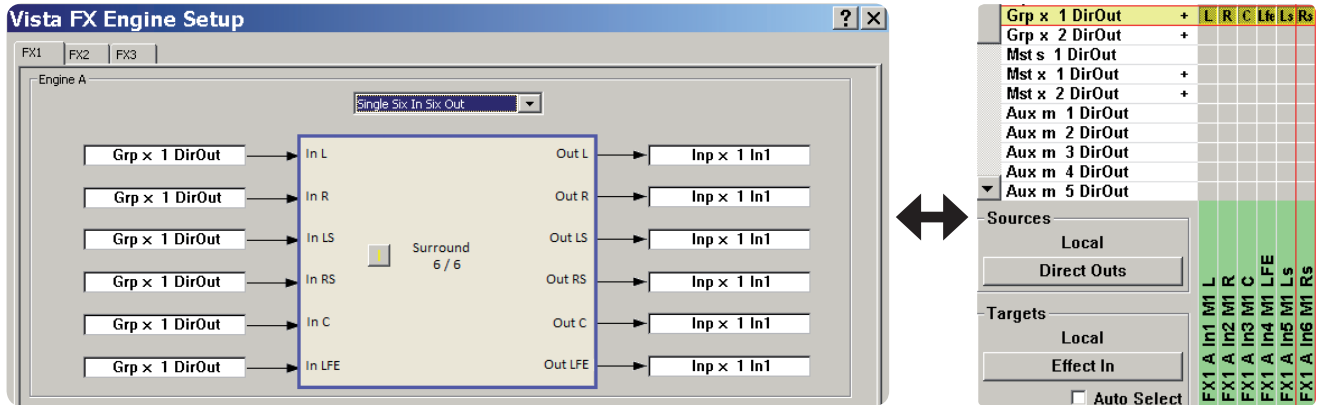 Vista FX Engine Setup ? X
FX1 FX2 FX3
Engine A
Single Six In Six Out
Grp x 1 DirOut In L Out L Inp x 1 In1
Grp x 1 DirOut In R Out R Inp x 1 In1
Grp x 1 DirOut In LS Out LS Inp x 1 In1
Surround
6 / 6
Grp x 1 DirOut In RS Out RS Inp x 1 In1
Grp x 1 DirOut In C Out C Inp x 1 In1
Grp x 1 DirOut In LFE Out LFE Inp x 1 In1
Grp x 1 DirOut + L R C Lfe Ls Rs
Grp x 2 DirOut +
Mst s 1 DirOut
Mst x 1 DirOut +
Mst x 2 DirOut +
Aux m 1 DirOut
Aux m 2 DirOut
Aux m 3 DirOut
Aux m 4 DirOut
Aux m 5 DirOut
Sources
Local
Direct Outs
Targets
Local
Effect In
Auto Select
FX1 A In1 M1 L
FX1 A In2 M1 R
FX1 A In3 M1 C
FX1 A In4 M1 LFE
FX1 A In5 M1 Ls
FX1 A In6 M1 Rs